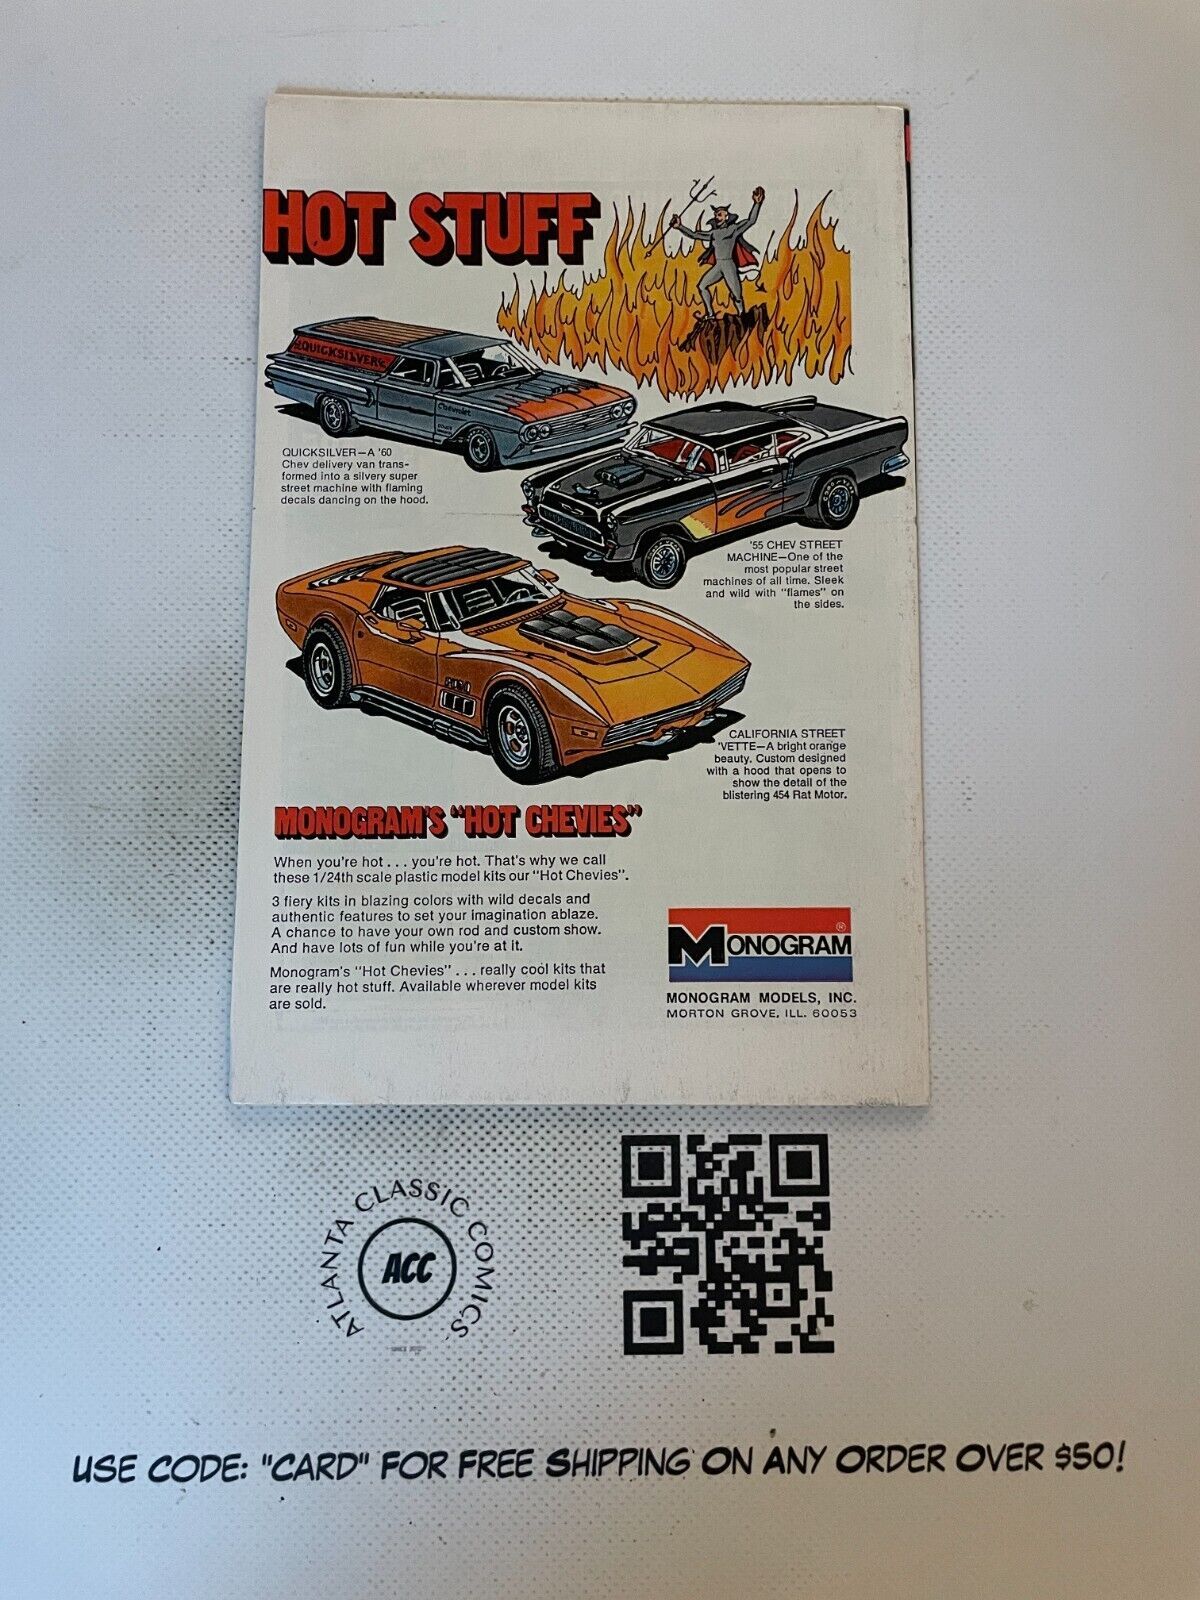 HOT STUFF
QUICKSILVER
Chevrolet
QUICKSILVER—A '60
Chev delivery van trans-
formed into a silvery super
street machine with flaming
decals dancing on the hood.
'55 CHEV STREET
MACHINE—One of the
most popular street
machines of all time. Sleek
and wild with "flames" on
the sides.
CALIFORNIA STREET
'VETTE—A bright orange
beauty. Custom designed
with a hood that opens to
show the detail of the
blistering 454 Rat Motor.
MONOGRAM'S "HOT CHEVIES"
When you're hot . . . you're hot. That's why we call
these 1/24th scale plastic model kits our "Hot Chevies".
3 fiery kits in blazing colors with wild decals and
authentic features to set your imagination ablaze.
A chance to have your own rod and custom show.
And have lots of fun while you're at it.
Monogram's "Hot Chevies" . . . really cool kits that
are really hot stuff. Available wherever model kits
are sold.
MONOGRAM®
MONOGRAM MODELS, INC.
MORTON GROVE, ILL. 60053
ATLANTA CLASSIC COMICS
ACC
USE CODE: "CARD" FOR FREE SHIPPING ON ANY ORDER OVER $50!